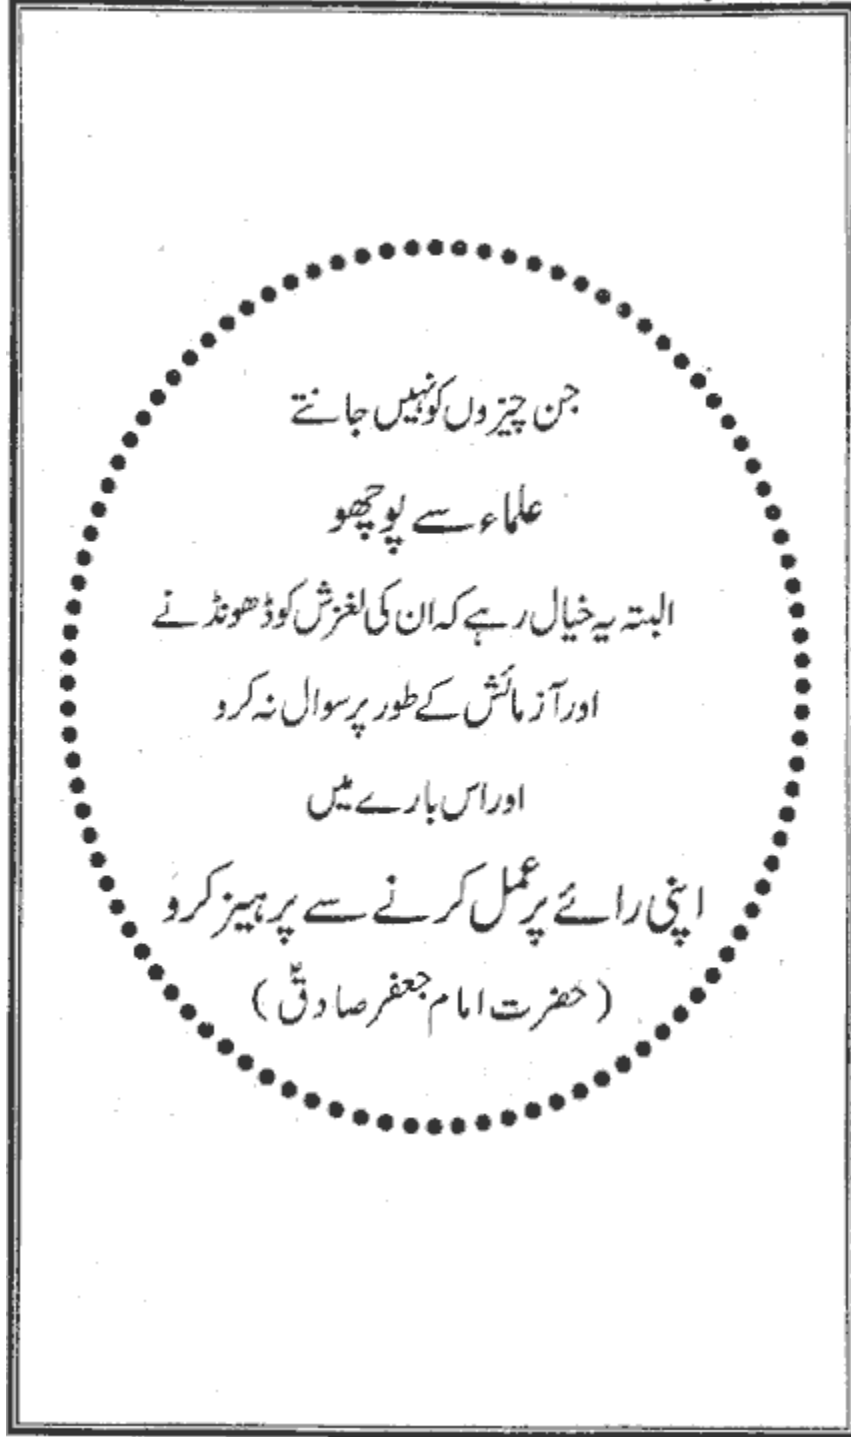 جن چیزوں کو نہیں جانتے
علماء سے پوچھو
البتہ یہ خیال رہے کہ ان کی لغزش کو ڈھونڈنے
اور آزمائش کے طور پر سوال نہ کرو
اور اس بارے میں
اپنی رائے پر عمل کرنے سے پرہیز کرو
(حضرت امام جعفر صادقؑ)